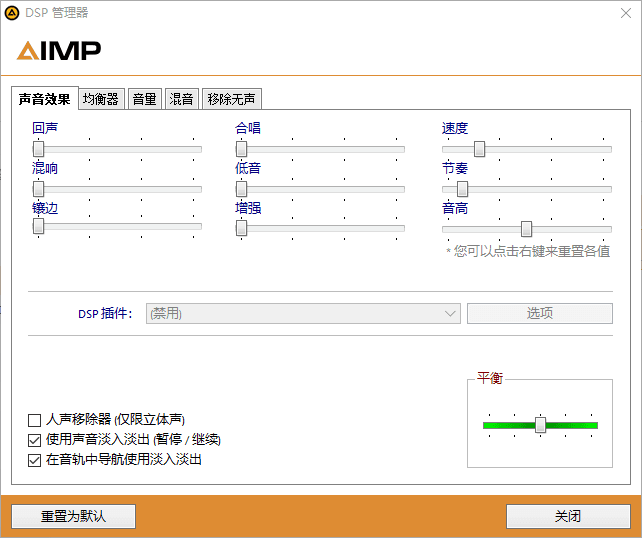 DSP 管理器
AIMP
声音效果 均衡器 音量 混音 移除无声
回声 合唱 速度
混响 低音 节奏
镶边 增强 音高
* 您可以点击右键来重置各值
DSP 插件: (禁用) 选项
平衡
人声移除器 (仅限立体声)
使用声音淡入淡出 (暂停 / 继续)
在音轨中导航使用淡入淡出
重置为默认 关闭